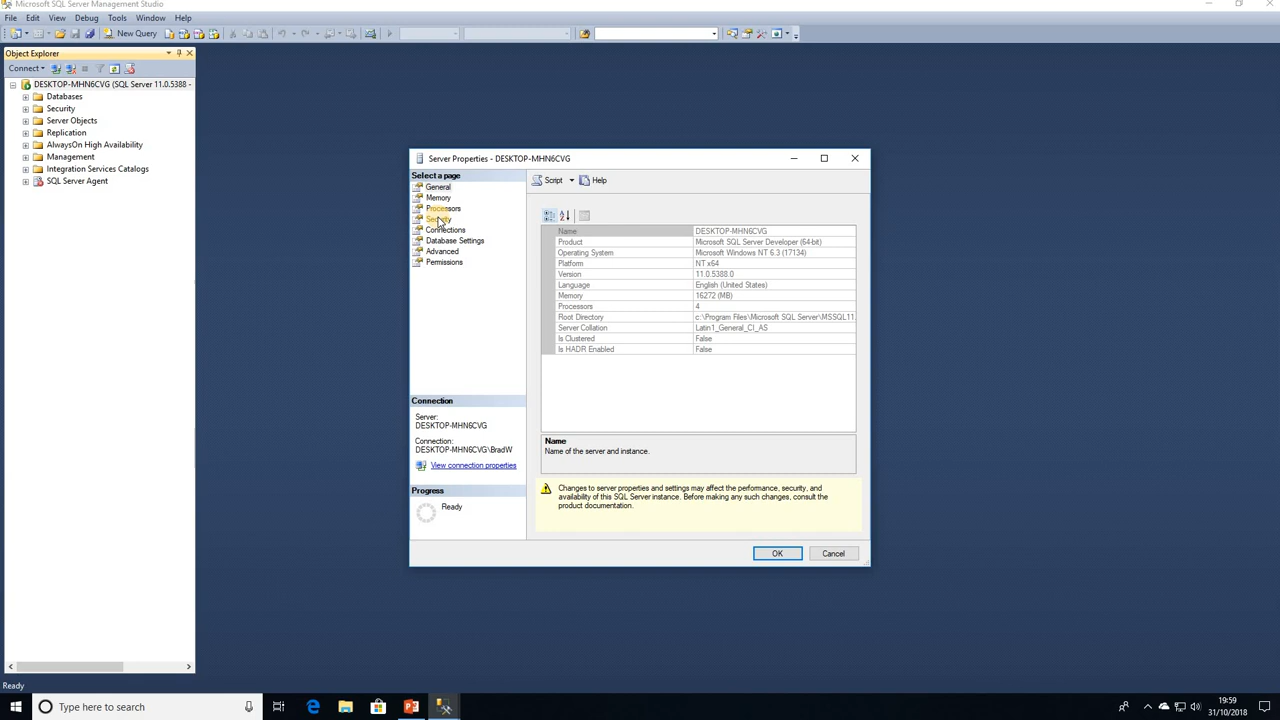 Microsoft SQL Server Management Studio
File Edit View Debug Tools Window Help
New Query
Object Explorer
Connect
DESKTOP-MHN6CVG (SQL Server 11.0.5388 -
Databases
Security
Server Objects
Replication
AlwaysOn High Availability
Management
Integration Services Catalogs
SQL Server Agent
Server Properties - DESKTOP-MHN6CVG
Select a page
General
Memory
Processors
Security
Connections
Database Settings
Advanced
Permissions
Script Help
Name DESKTOP-MHN6CVG
Product Microsoft SQL Server Developer (64-bit)
Operating System Microsoft Windows NT 6.3 (17134)
Platform NT x64
Version 11.0.5388.0
Language English (United States)
Memory 16272 (MB)
Processors 4
Root Directory c:\Program Files\Microsoft SQL Server\MSSQL11.
Server Collation Latin1_General_CI_AS
Is Clustered False
Is HADR Enabled False
Connection
Server:
DESKTOP-MHN6CVG
Connection:
DESKTOP-MHN6CVG\BradW
View connection properties
Progress
Ready
Name
Name of the server and instance.
Changes to server properties and settings may affect the performance, security, and
availability of this SQL Server instance. Before making any such changes, consult the
product documentation.
OK Cancel
Ready
Type here to search
19:59
31/10/2018